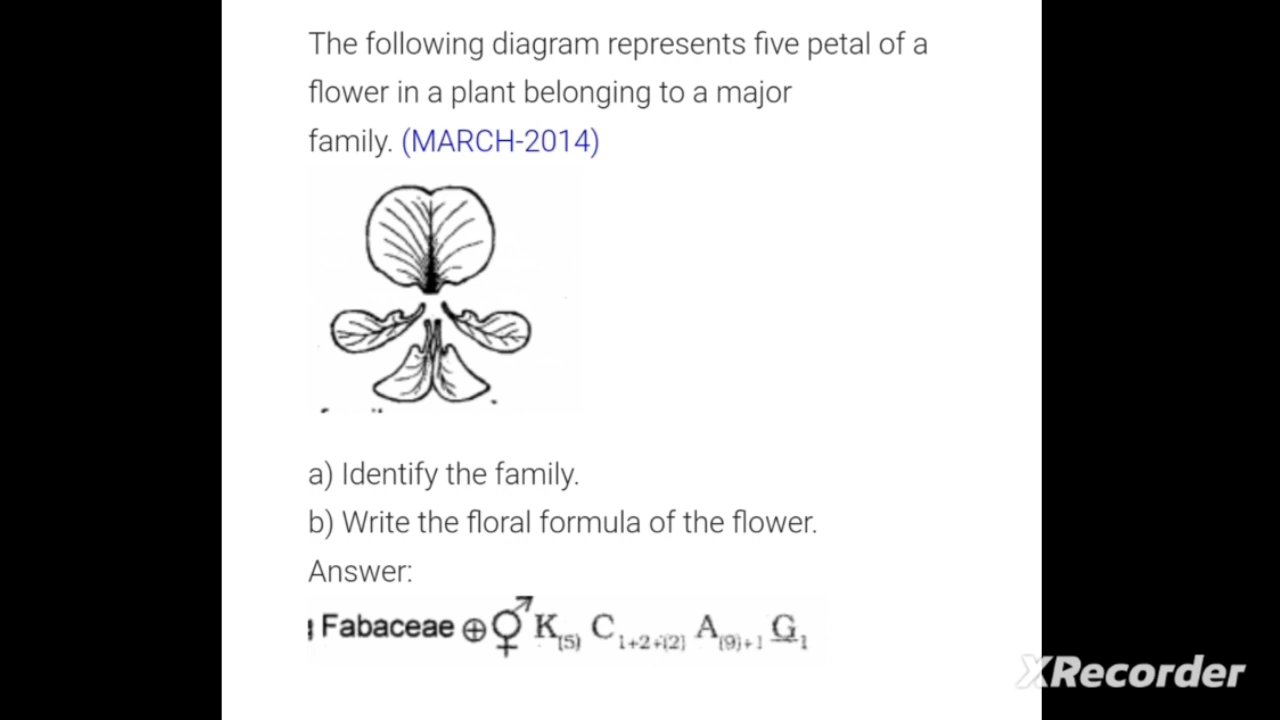 The following diagram represents five petal of a
flower in a plant belonging to a major
family. (MARCH-2014)
a) Identify the family.
b) Write the floral formula of the flower.
Answer:
Fabaceae ⊕ ⚥ K(5) C1+2+(2) A(9)+1 G1
XRecorder